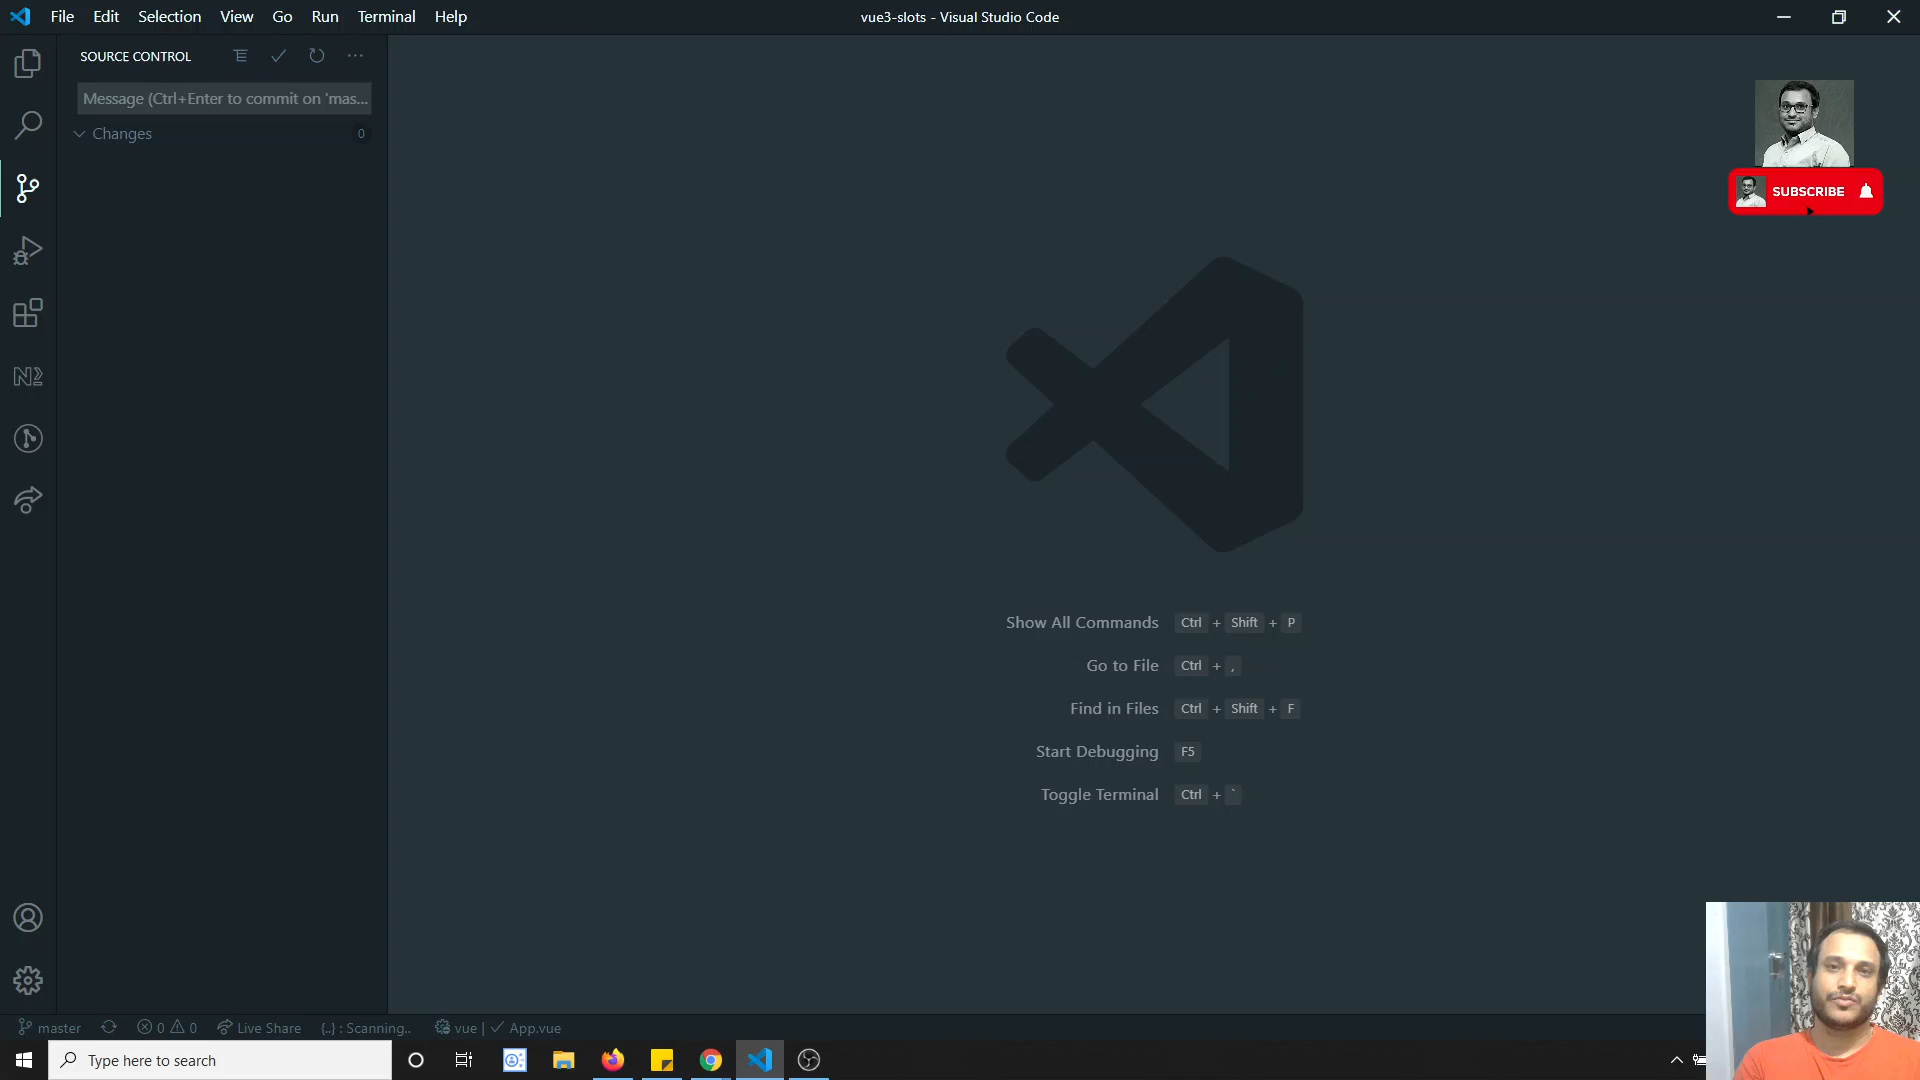 File Edit Selection View Go Run Terminal Help
vue3-slots - Visual Studio Code
SOURCE CONTROL
Message (Ctrl+Enter to commit on 'mas...
Changes 0
SUBSCRIBE
Show All Commands Ctrl + Shift + P
Go to File Ctrl + ,
Find in Files Ctrl + Shift + F
Start Debugging F5
Toggle Terminal Ctrl + `
master 0 0 Live Share {..} : Scanning.. vue | App.vue
Type here to search